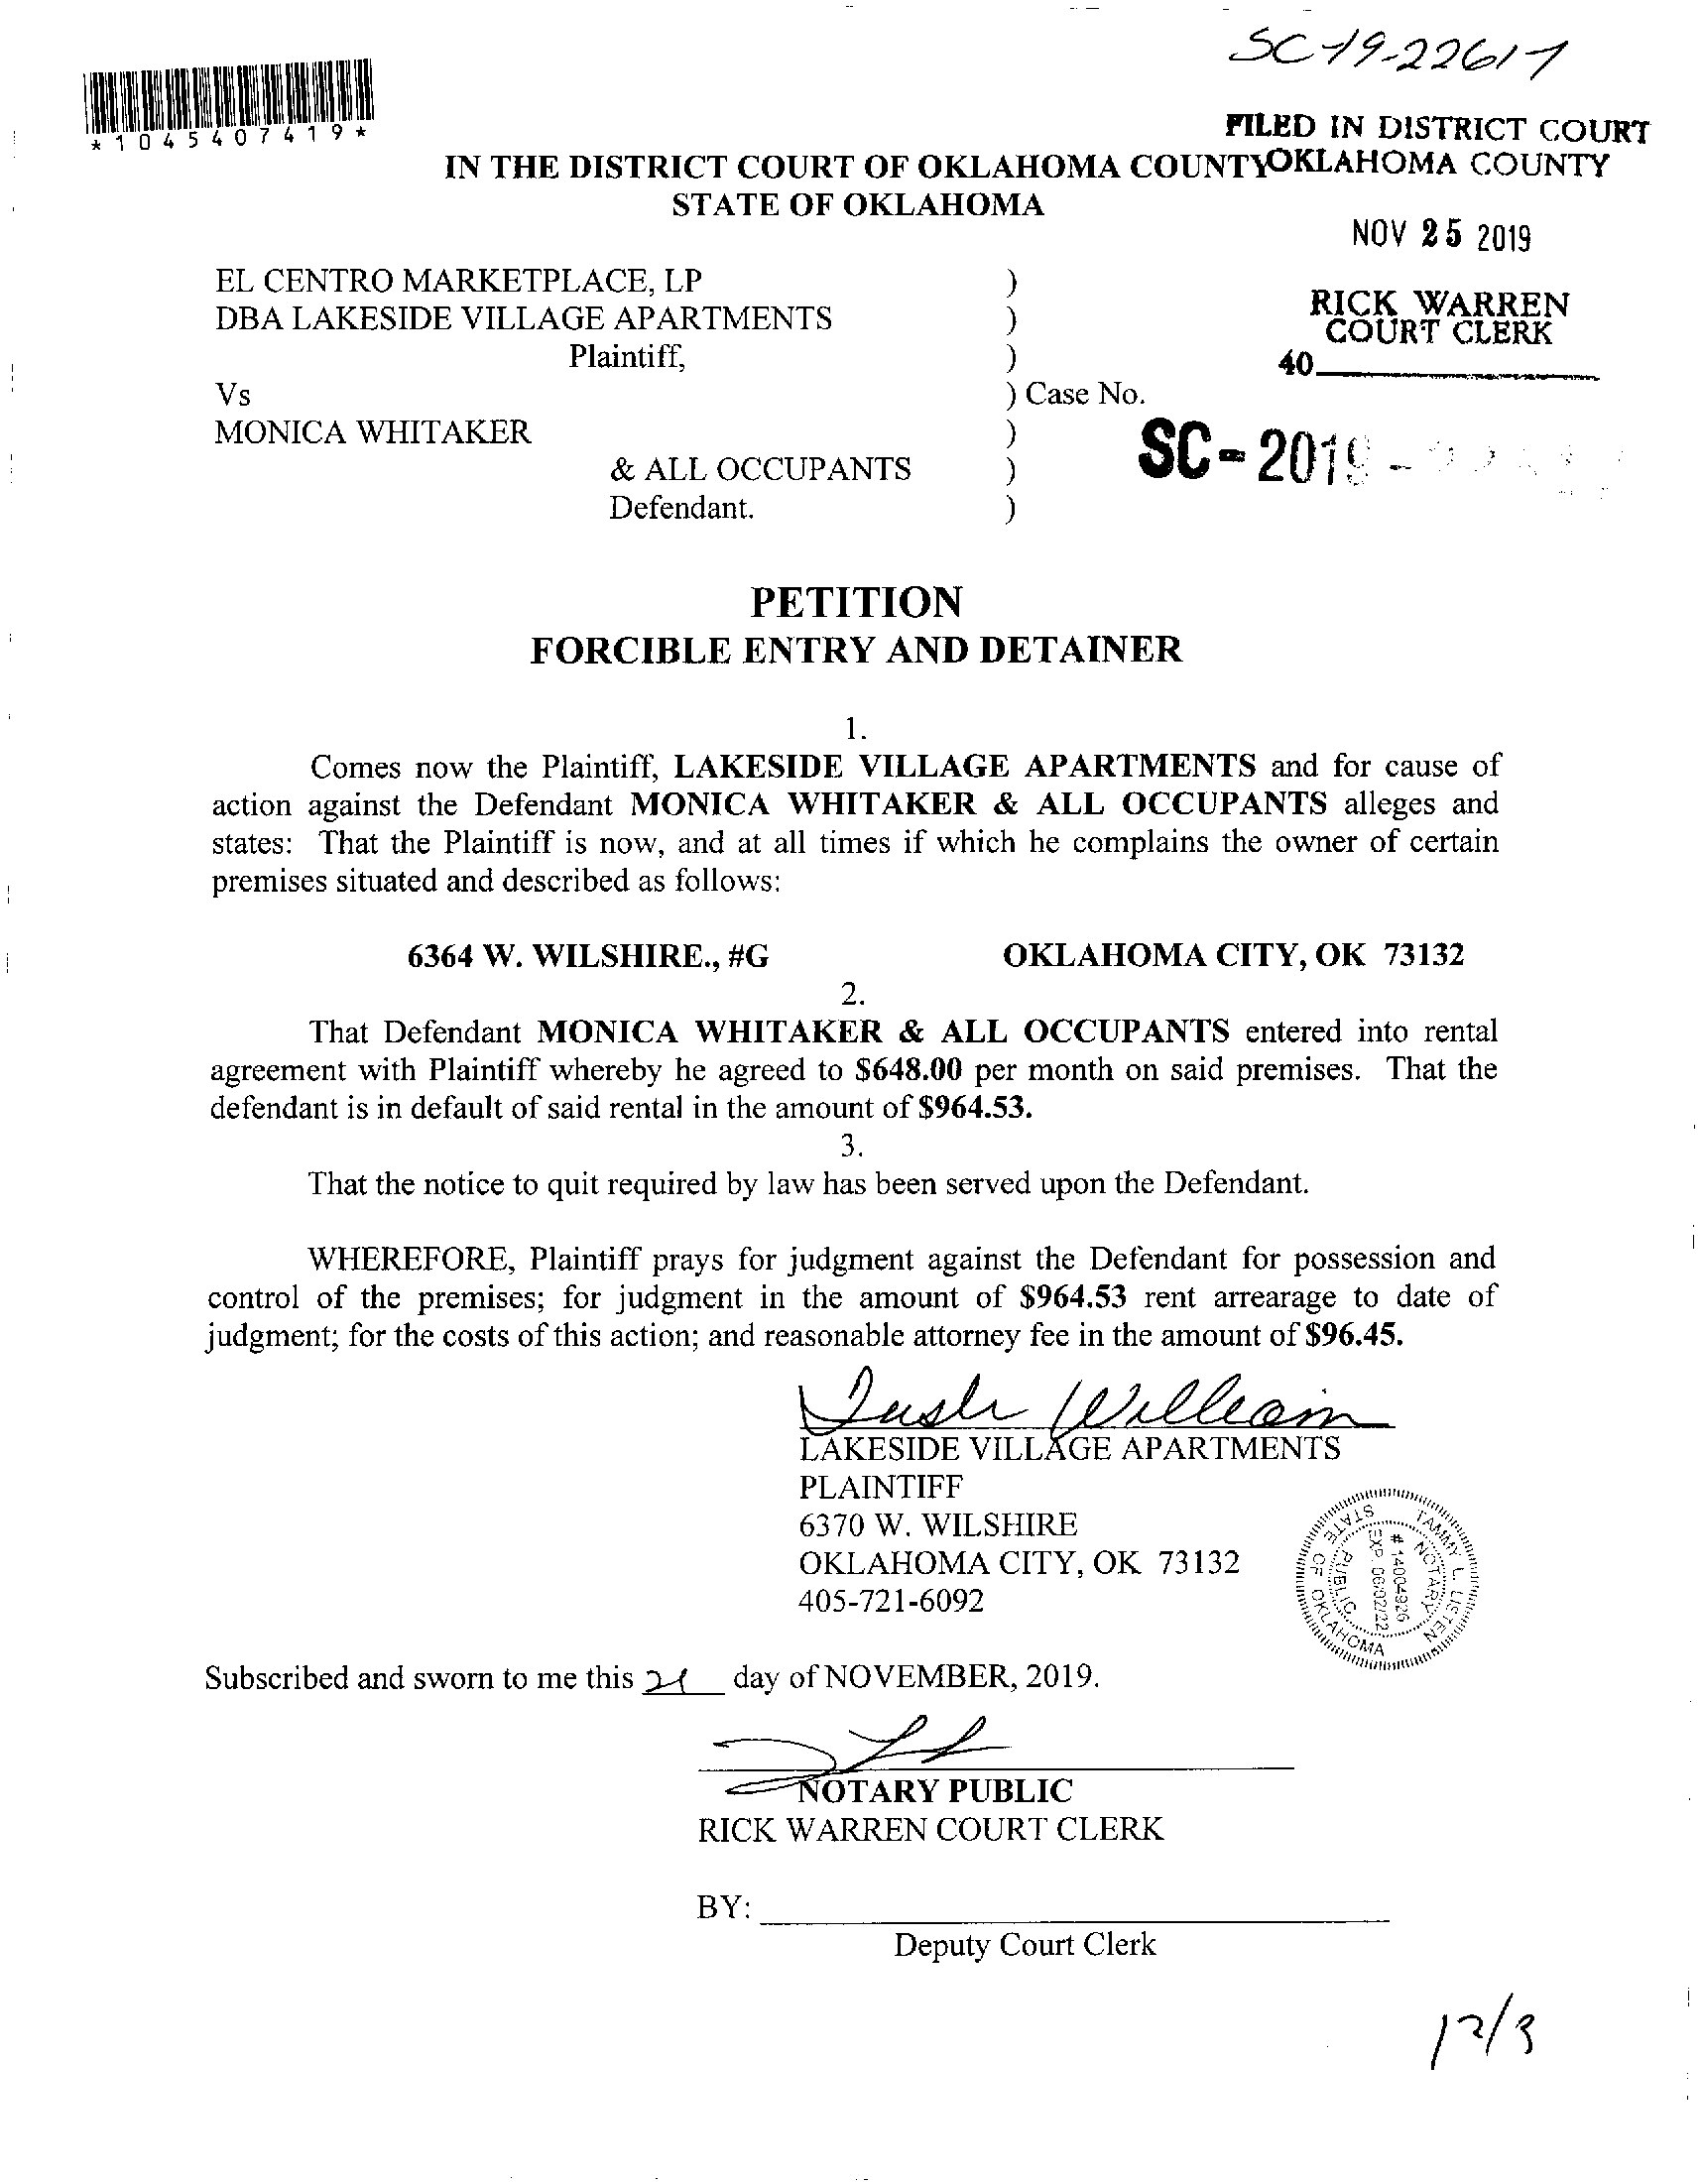 SC-19-22617
*1045407419*
FILED IN DISTRICT COURT
OKLAHOMA COUNTY
IN THE DISTRICT COURT OF OKLAHOMA COUNTY
STATE OF OKLAHOMA
NOV 25 2019
EL CENTRO MARKETPLACE, LP )
DBA LAKESIDE VILLAGE APARTMENTS )
RICK WARREN
COURT CLERK
Plaintiff, )
40
Vs ) Case No.
MONICA WHITAKER )
SC-2019-
& ALL OCCUPANTS )
Defendant. )
PETITION
FORCIBLE ENTRY AND DETAINER
1.
Comes now the Plaintiff, LAKESIDE VILLAGE APARTMENTS and for cause of
action against the Defendant MONICA WHITAKER & ALL OCCUPANTS alleges and
states: That the Plaintiff is now, and at all times if which he complains the owner of certain
premises situated and described as follows:
6364 W. WILSHIRE., #G OKLAHOMA CITY, OK 73132
2.
That Defendant MONICA WHITAKER & ALL OCCUPANTS entered into rental
agreement with Plaintiff whereby he agreed to $648.00 per month on said premises. That the
defendant is in default of said rental in the amount of $964.53.
3.
That the notice to quit required by law has been served upon the Defendant.
WHEREFORE, Plaintiff prays for judgment against the Defendant for possession and
control of the premises; for judgment in the amount of $964.53 rent arrearage to date of
judgment; for the costs of this action; and reasonable attorney fee in the amount of $96.45.
LAKESIDE VILLAGE APARTMENTS
PLAINTIFF
6370 W. WILSHIRE
OKLAHOMA CITY, OK 73132
405-721-6092
TAMMY L. LISTEN
NOTARY
# 14004926
EXP. 06/02/22
PUBLIC
STATE OF OKLAHOMA
Subscribed and sworn to me this 21 day of NOVEMBER, 2019.
NOTARY PUBLIC
RICK WARREN COURT CLERK
BY:
Deputy Court Clerk
12/3